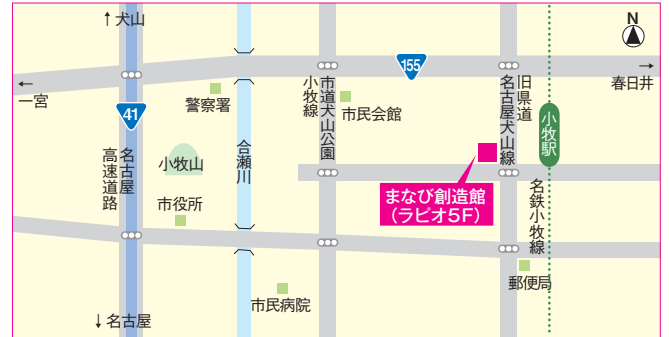 ↑犬山
N
155
←
一宮
→
春日井
警察署
市民会館
小牧線
市道犬山公園
旧県道
名古屋犬山線
小牧駅
41
名古屋
高速道路
小牧山
合瀬川
市役所
まなび創造館
(ラピオ5F)
名鉄小牧線
郵便局
市民病院
↓名古屋